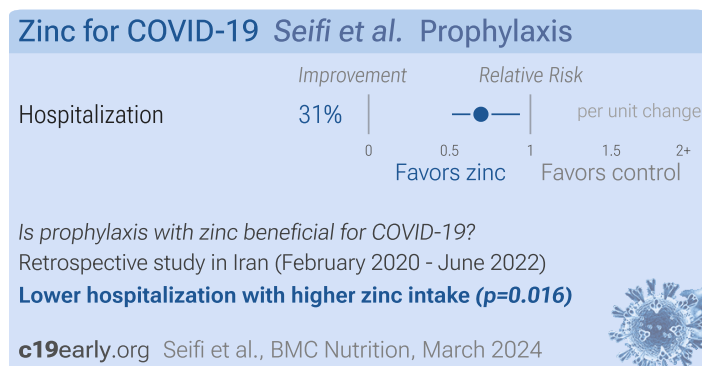 Zinc for COVID-19 Seifi et al. Prophylaxis
Improvement Relative Risk
Hospitalization 31% per unit change
0 0.5 1 1.5 2+
Favors zinc Favors control
Is prophylaxis with zinc beneficial for COVID-19?
Retrospective study in Iran (February 2020 - June 2022)
Lower hospitalization with higher zinc intake (p=0.016)
c19early.org Seifi et al., BMC Nutrition, March 2024